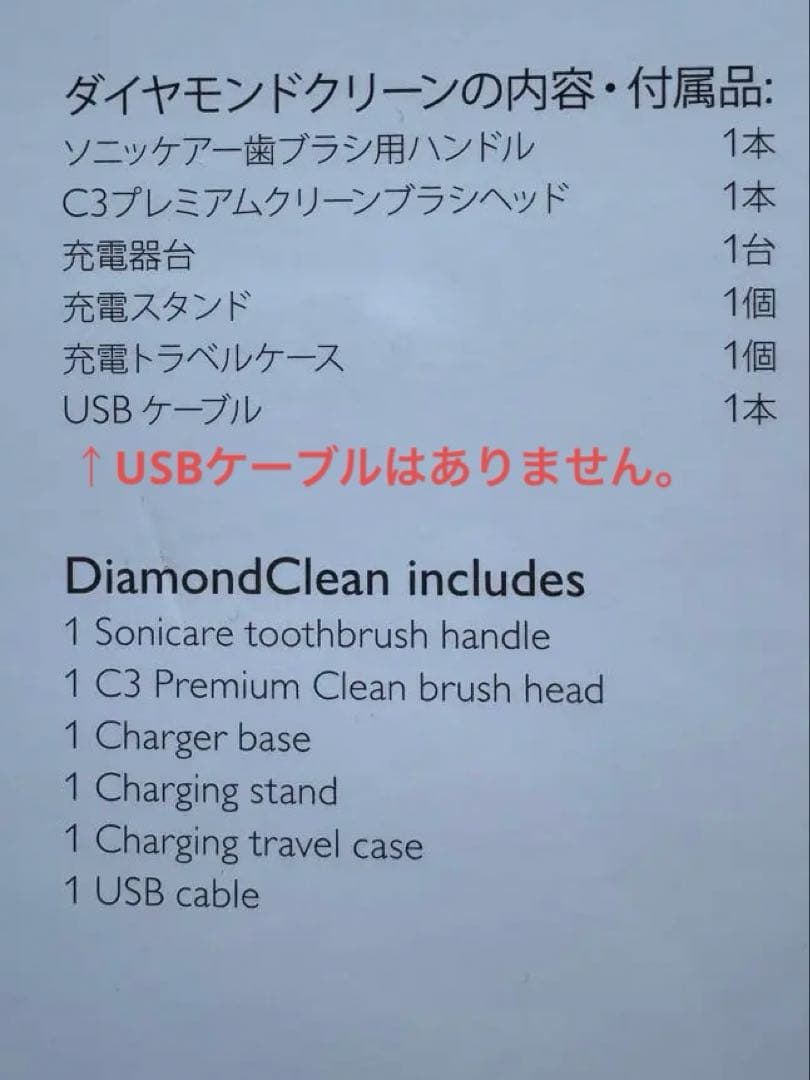 ダイヤモンドクリーンの内容・付属品:
ソニッケアー歯ブラシ用ハンドル 1本
C3プレミアムクリーンブラシヘッド 1本
充電器台 1台
充電スタンド 1個
充電トラベルケース 1個
USB ケーブル 1本
↑USBケーブルはありません。
DiamondClean includes
1 Sonicare toothbrush handle
1 C3 Premium Clean brush head
1 Charger base
1 Charging stand
1 Charging travel case
1 USB cable